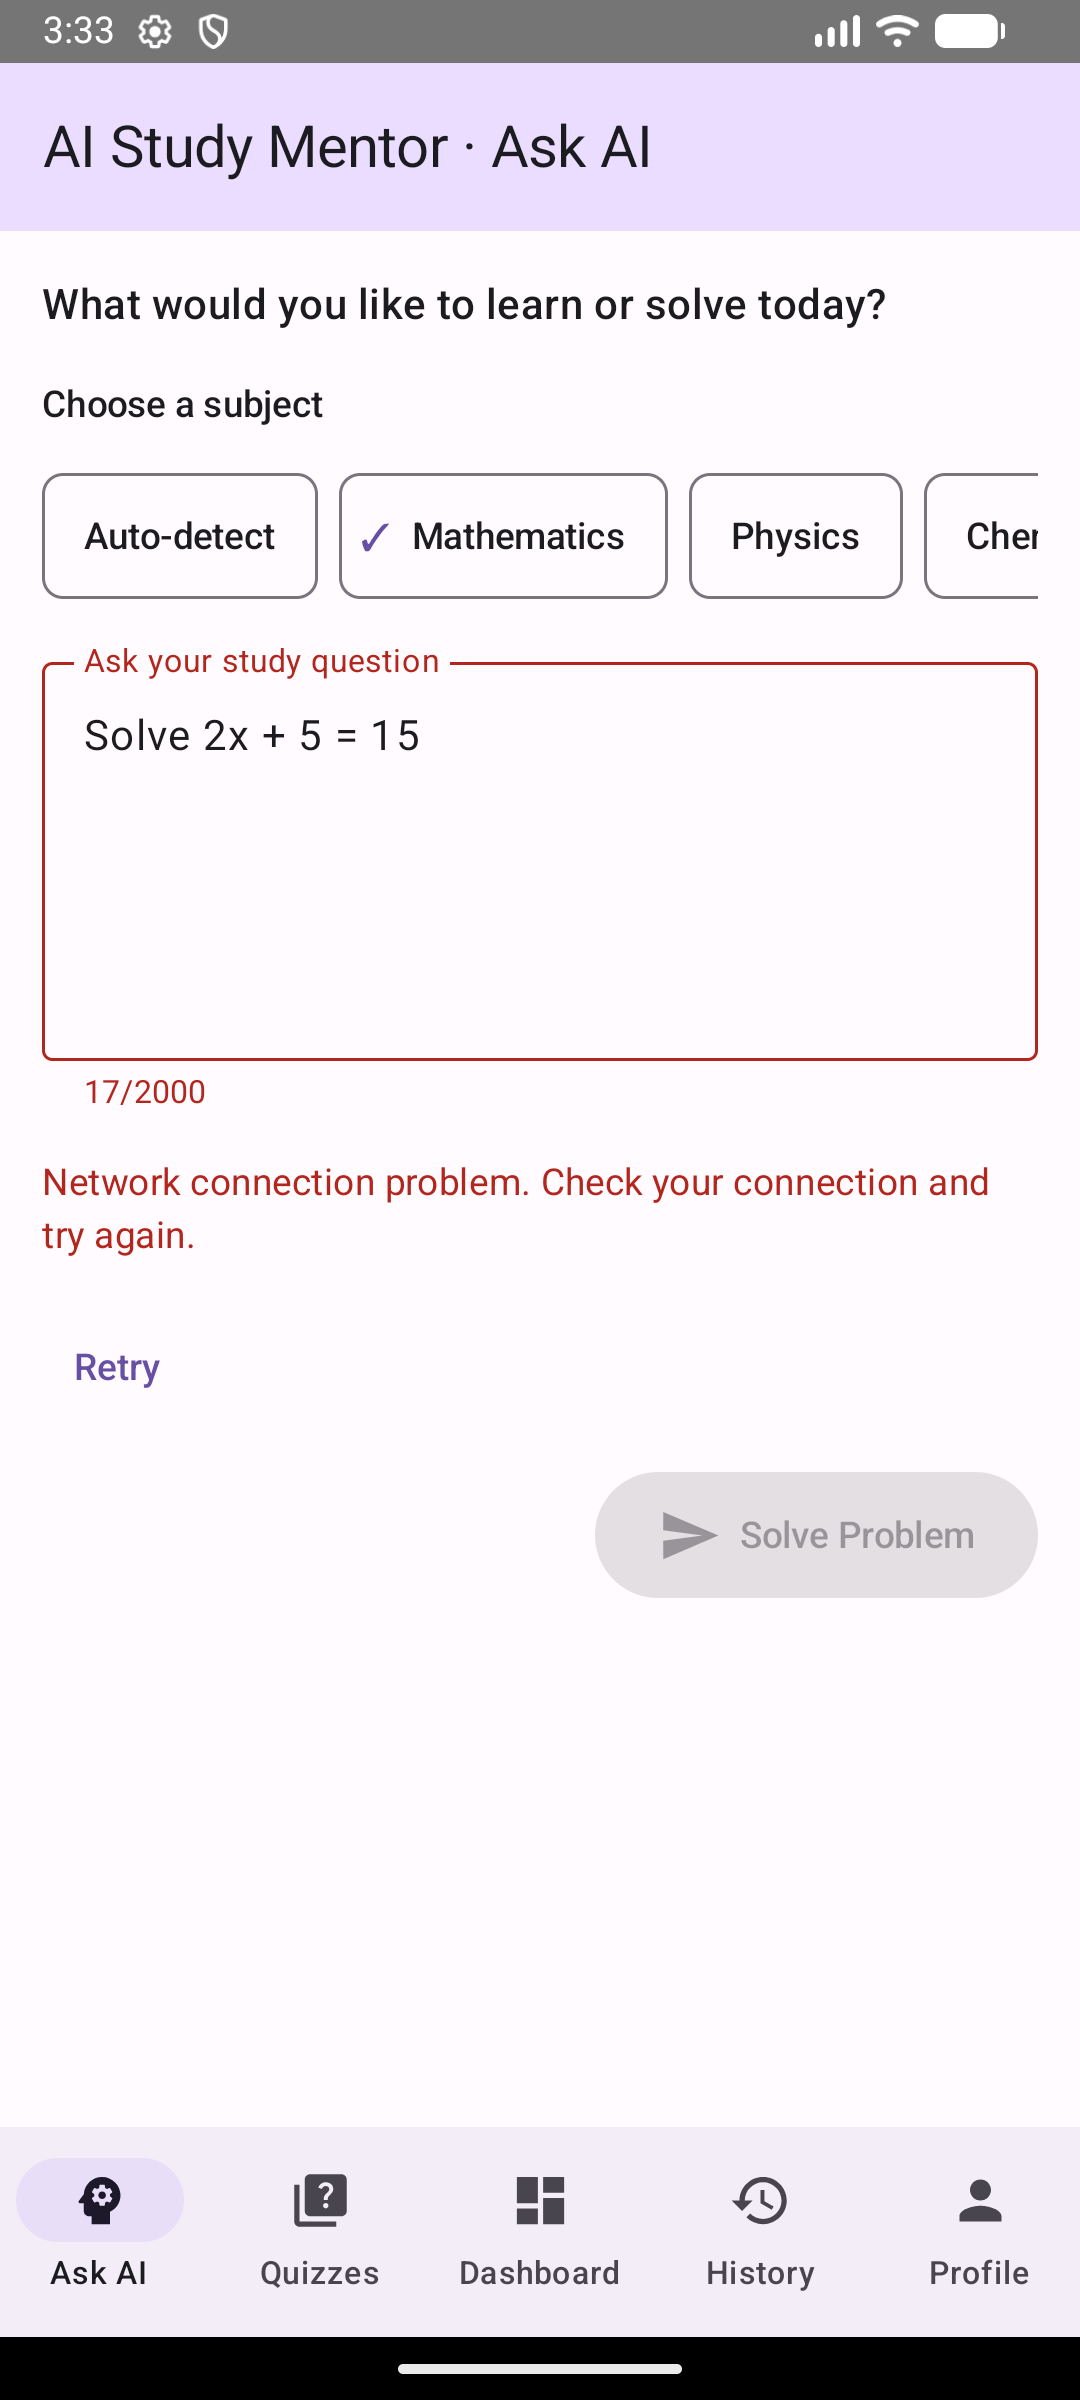 3:33
AI Study Mentor · Ask AI
What would you like to learn or solve today?
Choose a subject
Auto-detect
✓ Mathematics
Physics
Cher
Ask your study question
Solve 2x + 5 = 15
17/2000
Network connection problem. Check your connection and
try again.
Retry
Solve Problem
Ask AI
Quizzes
Dashboard
History
Profile